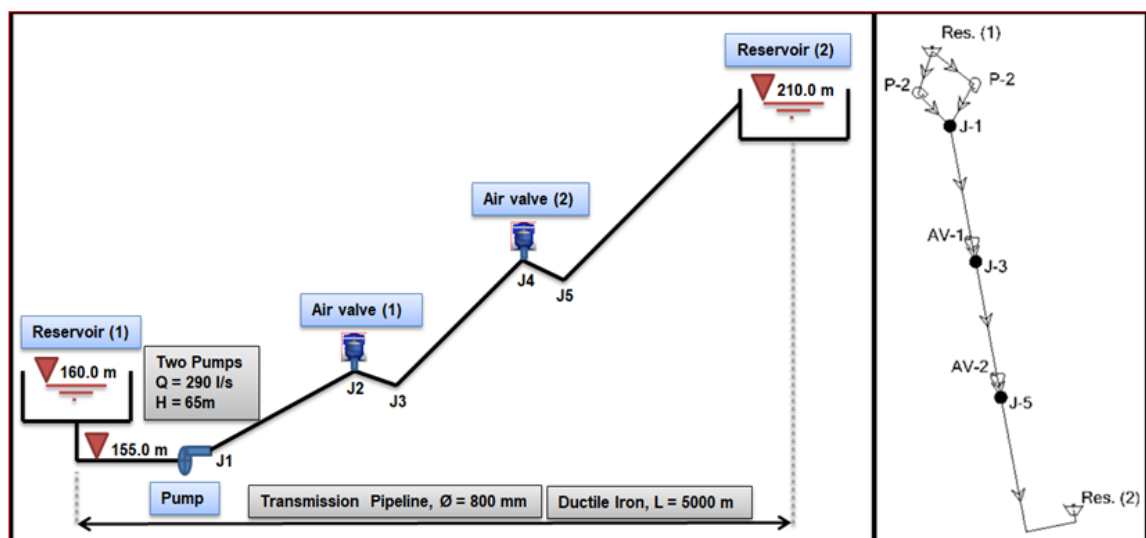 Reservoir (2)
210.0 m
Air valve (2)
J4
J5
Air valve (1)
Reservoir (1)
J2
J3
160.0 m
Two Pumps
Q = 290 l/s
H = 65m
155.0 m
J1
Pump
Transmission Pipeline, Ø = 800 mm
Ductile Iron, L = 5000 m
Res. (1)
P-2
P-2
J-1
AV-1
J-3
AV-2
J-5
Res. (2)